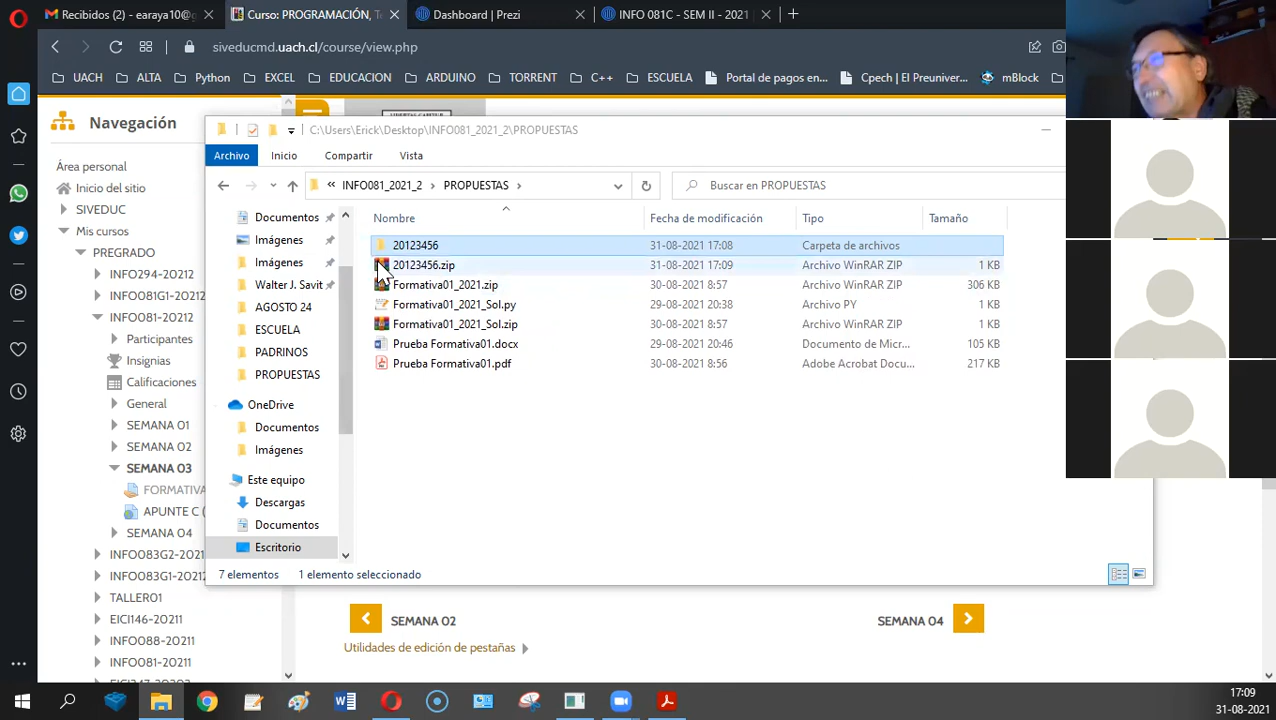 Recibidos (2) - earaya10@g
Curso: PROGRAMACIÓN, T
Dashboard | Prezi
INFO 081C - SEM II - 2021
siveducmd.uach.cl/course/view.php
UACH
ALTA
Python
EXCEL
EDUCACION
ARDUINO
TORRENT
C++
ESCUELA
Portal de pagos en...
Cpech | El Preuniver...
mBlock
Navegación
Área personal
Inicio del sitio
SIVEDUC
Mis cursos
PREGRADO
INFO294-20212
INFO081G1-20212
INFO081-20212
Participantes
Insignias
Calificaciones
General
SEMANA 01
SEMANA 02
SEMANA 03
FORMATIVA
APUNTE C (
SEMANA 04
INFO083G2-2021
INFO083G1-20212
TALLER01
EICI146-20211
INFO088-20211
INFO081-20211
C:\Users\Erick\Desktop\INFO081_2021_2\PROPUESTAS
Archivo
Inicio
Compartir
Vista
INFO081_2021_2
PROPUESTAS
Buscar en PROPUESTAS
Documentos
Imágenes
Imágenes
Walter J. Savit
AGOSTO 24
ESCUELA
PADRINOS
PROPUESTAS
OneDrive
Documentos
Imágenes
Este equipo
Descargas
Documentos
Escritorio
Nombre Fecha de modificación Tipo Tamaño
20123456 31-08-2021 17:08 Carpeta de archivos
20123456.zip 31-08-2021 17:09 Archivo WinRAR ZIP 1 KB
Formativa01_2021.zip 30-08-2021 8:57 Archivo WinRAR ZIP 306 KB
Formativa01_2021_Sol.py 29-08-2021 20:38 Archivo PY 1 KB
Formativa01_2021_Sol.zip 30-08-2021 8:57 Archivo WinRAR ZIP 1 KB
Prueba Formativa01.docx 29-08-2021 20:46 Documento de Micr... 105 KB
Prueba Formativa01.pdf 30-08-2021 8:56 Adobe Acrobat Docu... 217 KB
7 elementos
1 elemento seleccionado
SEMANA 02
SEMANA 04
Utilidades de edición de pestañas
17:09
31-08-2021